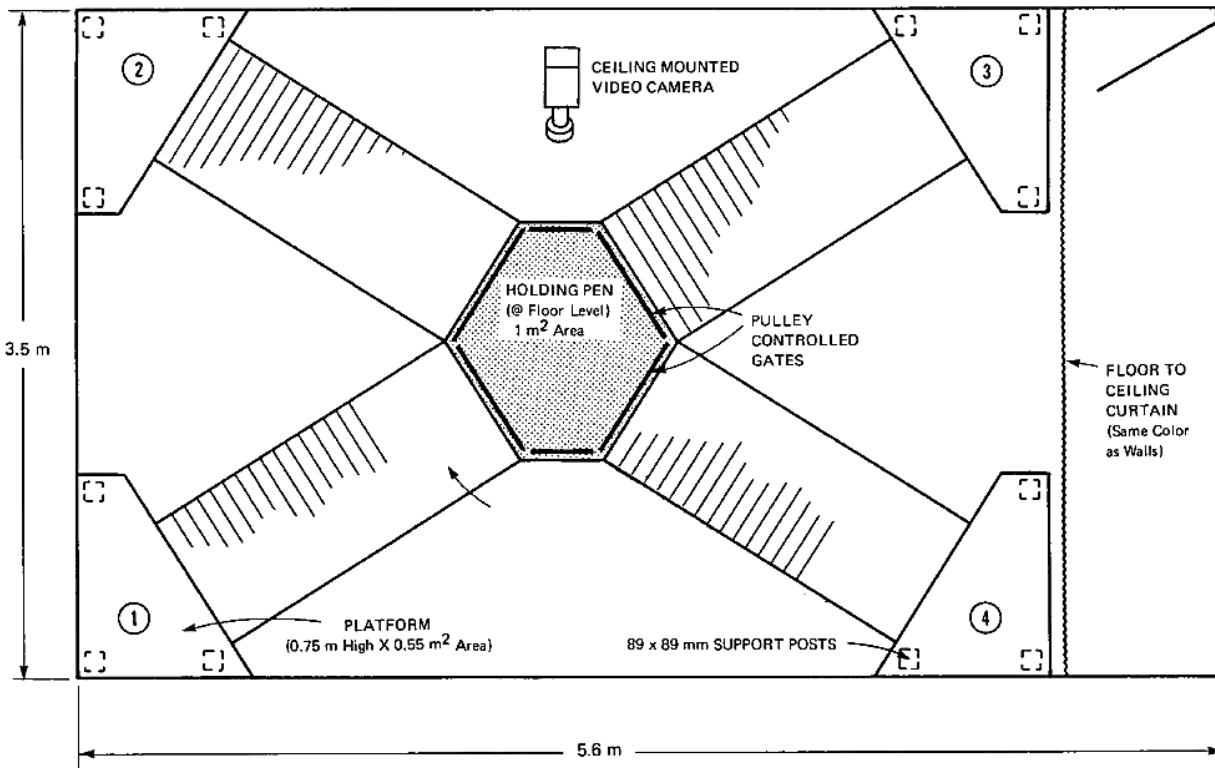 2
CEILING MOUNTED
VIDEO CAMERA
3
HOLDING PEN
(@ Floor Level)
1 m² Area
3.5 m
PULLEY
CONTROLLED
GATES
FLOOR TO
CEILING
CURTAIN
(Same Color
as Walls)
1
PLATFORM
(0.75 m High X 0.55 m² Area)
89 x 89 mm SUPPORT POSTS
4
5.6 m